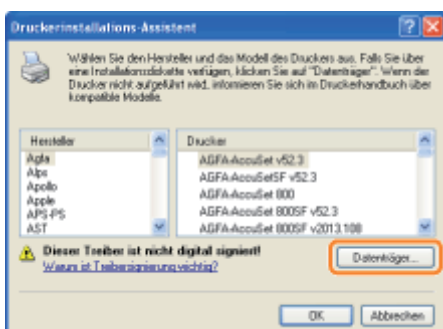 Druckerinstallations-Assistent
Wählen Sie den Hersteller und das Modell des Druckers aus. Falls Sie über
eine Installationsdiskette verfügen, klicken Sie auf "Datenträger". Wenn der
Drucker nicht aufgeführt wird, informieren Sie sich im Druckerhandbuch über
kompatible Modelle.
Hersteller
Agfa
Alps
Apollo
Apple
APS-PS
AST
Drucker
AGFA-AccuSet v52.3
AGFA-AccuSetSF v52.3
AGFA-AccuSet 800
AGFA-AccuSet 800SF v52.3
AGFA-AccuSet 800SF v2013.108
Dieser Treiber ist nicht digital signiert!
Warum ist Treibersignierung wichtig?
Datenträger...
OK
Abbrechen